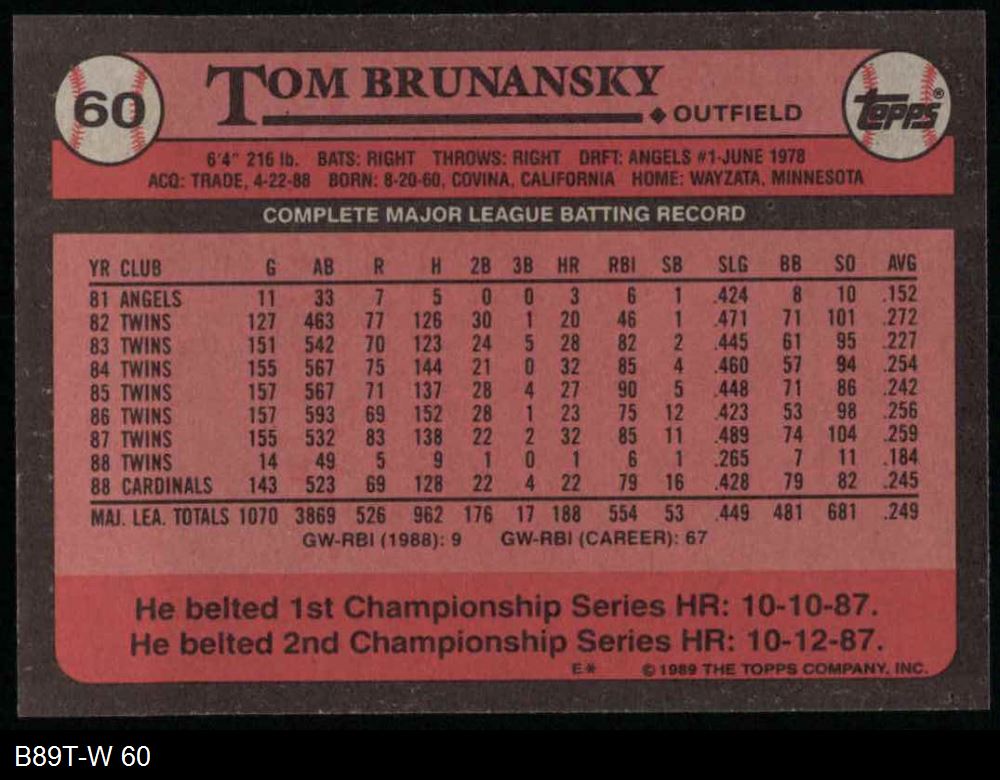 60
TOM BRUNANSKY
OUTFIELD
topps®
6'4" 216 lb. BATS: RIGHT THROWS: RIGHT DRFT: ANGELS #1-JUNE 1978
ACQ: TRADE, 4-22-88 BORN: 8-20-60, COVINA, CALIFORNIA HOME: WAYZATA, MINNESOTA
COMPLETE MAJOR LEAGUE BATTING RECORD
YR CLUB G AB R H 2B 3B HR RBI SB SLG BB SO AVG
81 ANGELS 11 33 7 5 0 0 3 6 1 .424 8 10 .152
82 TWINS 127 463 77 126 30 1 20 46 1 .471 71 101 .272
83 TWINS 151 542 70 123 24 5 28 82 2 .445 61 95 .227
84 TWINS 155 567 75 144 21 0 32 85 4 .460 57 94 .254
85 TWINS 157 567 71 137 28 4 27 90 5 .448 71 86 .242
86 TWINS 157 593 69 152 28 1 23 75 12 .423 53 98 .256
87 TWINS 155 532 83 138 22 2 32 85 11 .489 74 104 .259
88 TWINS 14 49 5 9 1 0 1 6 1 .265 7 11 .184
88 CARDINALS 143 523 69 128 22 4 22 79 16 .428 79 82 .245
MAJ. LEA. TOTALS 1070 3869 526 962 176 17 188 554 53 .449 481 681 .249
GW-RBI (1988): 9 GW-RBI (CAREER): 67
He belted 1st Championship Series HR: 10-10-87.
He belted 2nd Championship Series HR: 10-12-87.
E* © 1989 THE TOPPS COMPANY, INC.
B89T-W 60